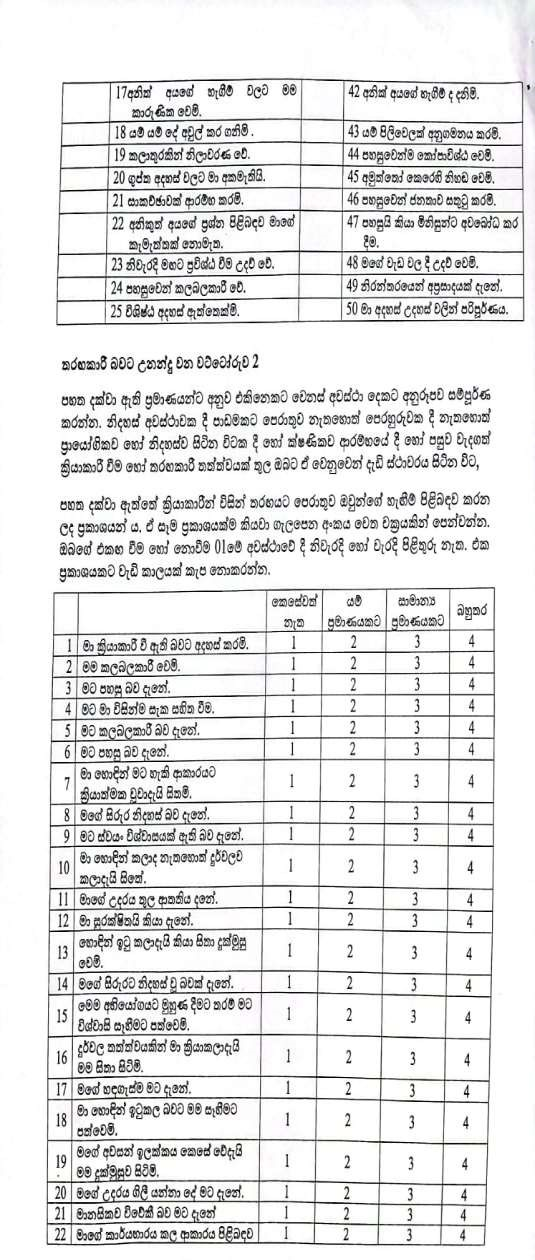 17අනික් අයගේ හැගීම් වලට මම
කාරුණික වෙමි.
42 අනික් අයගේ හැගීම් ද දනිමි.
18 යම් යම් දේ අවුල් කර ගනිමි.
43 යම් පිලිවෙලක් අනුගමනය කරමි.
19 කලාතුරකින් නිලාවරණ වේ.
44 පහසුවෙන්ම කෝපාවිශ්ඨ වෙමි.
20 ගුප්ත අදහස් වලට මා අකමැතියි.
45 අමුත්තෝ කෙරෙහි නිහඩ වෙමි.
21 සාකච්ඡාවක් ආරම්භ කරමි.
46 පහසුවෙන් ජනතාව සතුටු කරමි.
22 අනිකුත් අයගේ ප්‍රශ්න පිළිබඳව මාගේ
කැමැත්තක් නොමැත.
47 පහසුයි කියා මිනිසුන්ට අවබෝධ කර
දීම.
23 නිවැරදි මඟට ප්‍රවිශ්ඨ වීම උදව් වේ.
48 මගේ වැඩ වල දී උදව් වෙමි.
24 පහසුවෙන් කලබලකාරී වේ.
49 නිරන්තරයෙන් අප්‍රසාදයක් දැනේ.
25 විශිෂ්ඨ අදහස් ඇත්තෙක්මි.
50 මා අදහස් උදහස් වලින් පරිපූර්ණය.
තරඟකාරී බවට උනන්දු වන වට්ටෝරුව 2
පහත දක්වා ඇති ප්‍රමාණයන්ට අනුව එකිනෙකට වෙනස් අවස්ථා දෙකට අනුරූපව සම්පූර්ණ
කරන්න. නිදහස් අවස්ථාවක දී පාඩමකට පෙරාතුව නැතහොත් පෙරහුරුවක දී නැතහොත්
ප්‍රායෝගිකව හෝ නිදහස්ව සිටින විටක දී හෝ ක්ෂණිකව ආරම්භයේ දී හෝ පසුව වැදගත්
ක්‍රියාකාරී වීම හෝ තරඟකාරී තත්ත්වයක් තුල ඔබට ඒ වෙනුවෙන් දැඩි ස්ථාවරය සිටින විට,
පහත දක්වා ඇත්තේ ක්‍රියාකාරීන් විසින් තරඟයට පෙරාතුව ඔවුන්ගේ හැඟීම් පිළිබඳව කරන
ලද ප්‍රකාශයන් ය. ඒ සෑම ප්‍රකාශයක්ම කියවා ගැලපෙන අංකය වෙත චක්‍රයකින් පෙන්වන්න.
ඔබගේ එකඟ වීම හෝ නොවීම 01මේ අවස්ථාවේ දී නිවැරදි හෝ වැරදි පිළිතුරු නැත. එක
ප්‍රකාශයකට වැඩි කාලයක් කැප නොකරන්න.
කෙසේවත්
නැත
යම්
ප්‍රමාණයකට
සාමාන්‍ය
ප්‍රමාණයකට
බහුතර
1 මා ක්‍රියාකාරී වී ඇති බවට අදහස් කරමි. 1 2 3 4
2 මම කලබලකාරී වෙමි. 1 2 3 4
3 මට පහසු බව දැනේ. 1 2 3 4
4 මට මා විසින්ම සැක සහිත වීම. 1 2 3 4
5 මට කලබලකාරී බව දැනේ. 1 2 3 4
6 මට පහසු බව දැනේ. 1 2 3 4
7 මා හොඳින් මට හැකි ආකාරයට
ක්‍රියාත්මක වූවාදැයි සිතමි. 1 2 3 4
8 මගේ සිරුර නිදහස් බව දැනේ. 1 2 3 4
9 මට ස්වයං විශ්වාසයක් ඇති බව දැනේ. 1 2 3 4
10 මා හොඳින් කලාද නැතහොත් දුර්වලව
කලාදැයි සිතේ. 1 2 3 4
11 මාගේ උදරය තුල ආතතිය දනේ. 1 2 3 4
12 මා සුරක්ෂිතයි කියා දැනේ. 1 2 3 4
13 හොඳින් ඉටු කලාදැයි කියා සිතා දුක්මුසු
වෙමි. 1 2 3 4
14 මගේ සිරුරට නිදහස් වූ බවක් දැනේ. 1 2 3 4
15 මෙම අභියෝගයට මුහුණ දීමට තරම් මට
විශ්වාසි සෑහීමට පත්වෙමි. 1 2 3 4
16 දුර්වල තත්ත්වයකින් මා ක්‍රියාකලාදැයි
මම සිතා සිටිමි. 1 2 3 4
17 මගේ හඳගැස්ම මට දැනේ. 1 2 3 4
18 මා හොඳින් ඉටුකල බවට මම සෑහීමට
පත්වෙමි. 1 2 3 4
19 මගේ අවසන් ඉලක්කය කෙසේ වේදැයි
මම දුක්මුසුව සිටිමි. 1 2 3 4
20 මගේ උදරය ගිලී යන්නා දේ මට දැනේ. 1 2 3 4
21 මානසිකව විවේකී බව මට දැනේ 1 2 3 4
22 මාගේ කාර්යභාරය කල ආකාරය පිළිබඳව 1 2 3 4